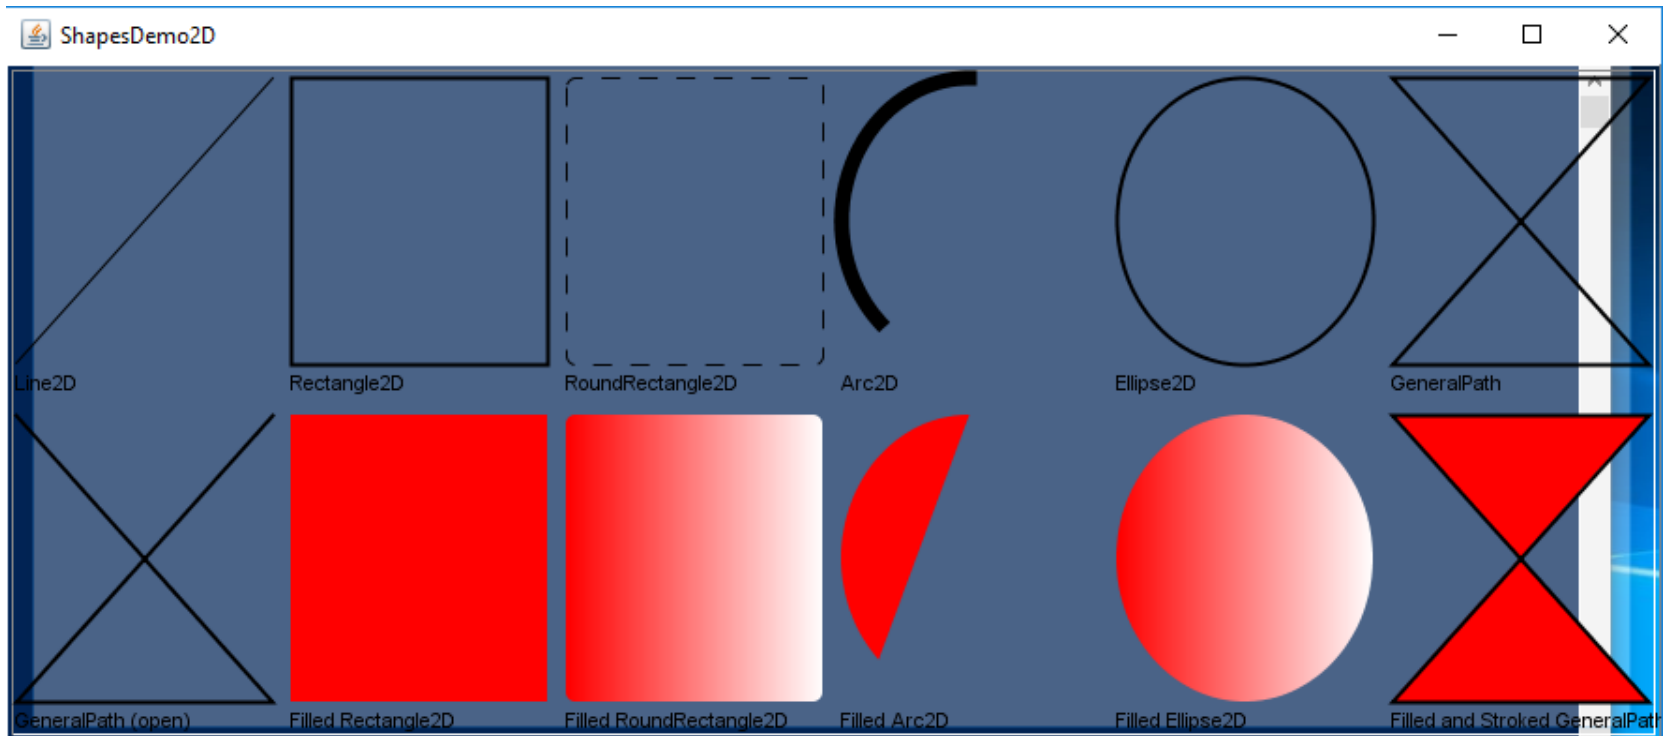 ShapesDemo2D
Line2D
Rectangle2D
RoundRectangle2D
Arc2D
Ellipse2D
GeneralPath
GeneralPath (open)
Filled Rectangle2D
Filled RoundRectangle2D
Filled Arc2D
Filled Ellipse2D
Filled and Stroked GeneralPath